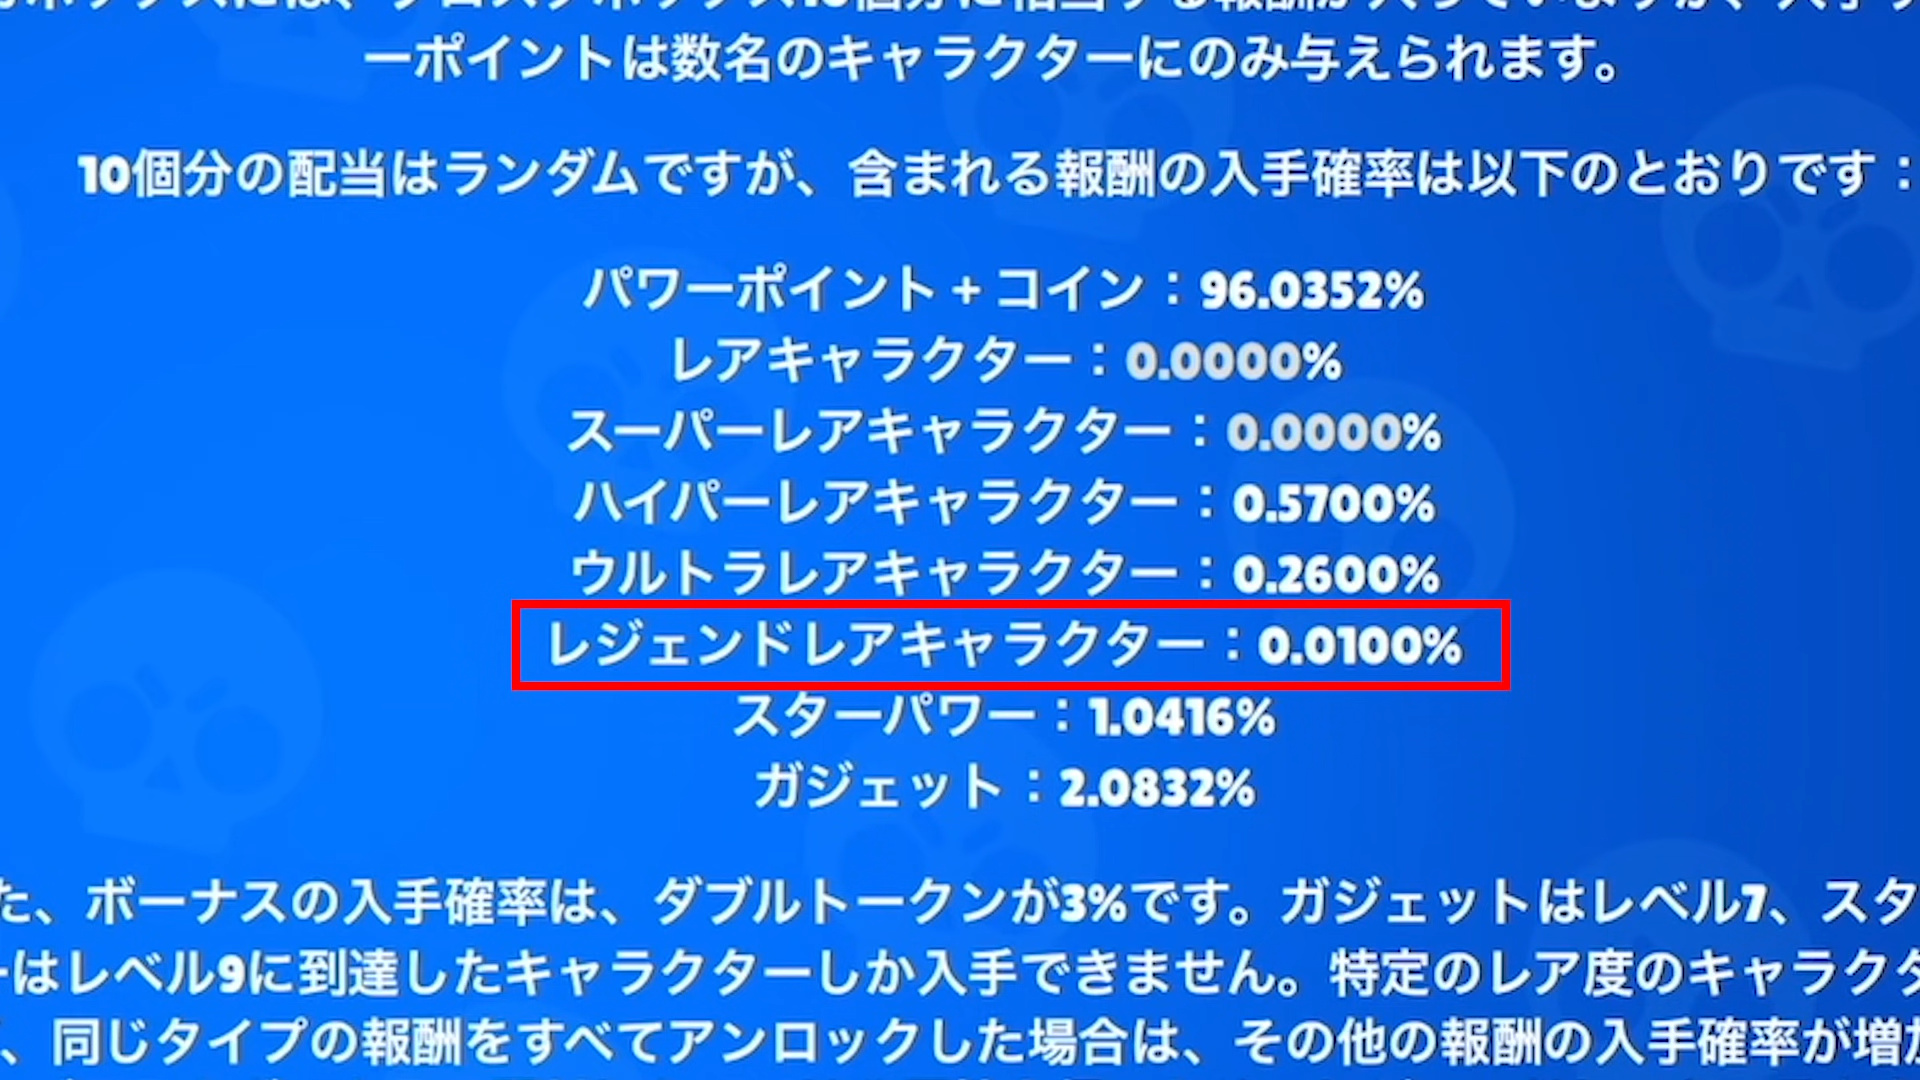 ーポイントは数名のキャラクターにのみ与えられます。
10個分の配当はランダムですが、含まれる報酬の入手確率は以下のとおりです：
パワーポイント + コイン：96.0352%
レアキャラクター：0.0000%
スーパーレアキャラクター：0.0000%
ハイパーレアキャラクター：0.5700%
ウルトラレアキャラクター：0.2600%
レジェンドレアキャラクター：0.0100%
スターパワー：1.0416%
ガジェット：2.0832%
た、ボーナスの入手確率は、ダブルトークンが3%です。ガジェットはレベル7、スタ
ーはレベル9に到達したキャラクターしか入手できません。特定のレア度のキャラクタ
、同じタイプの報酬をすべてアンロックした場合は、その他の報酬の入手確率が増加